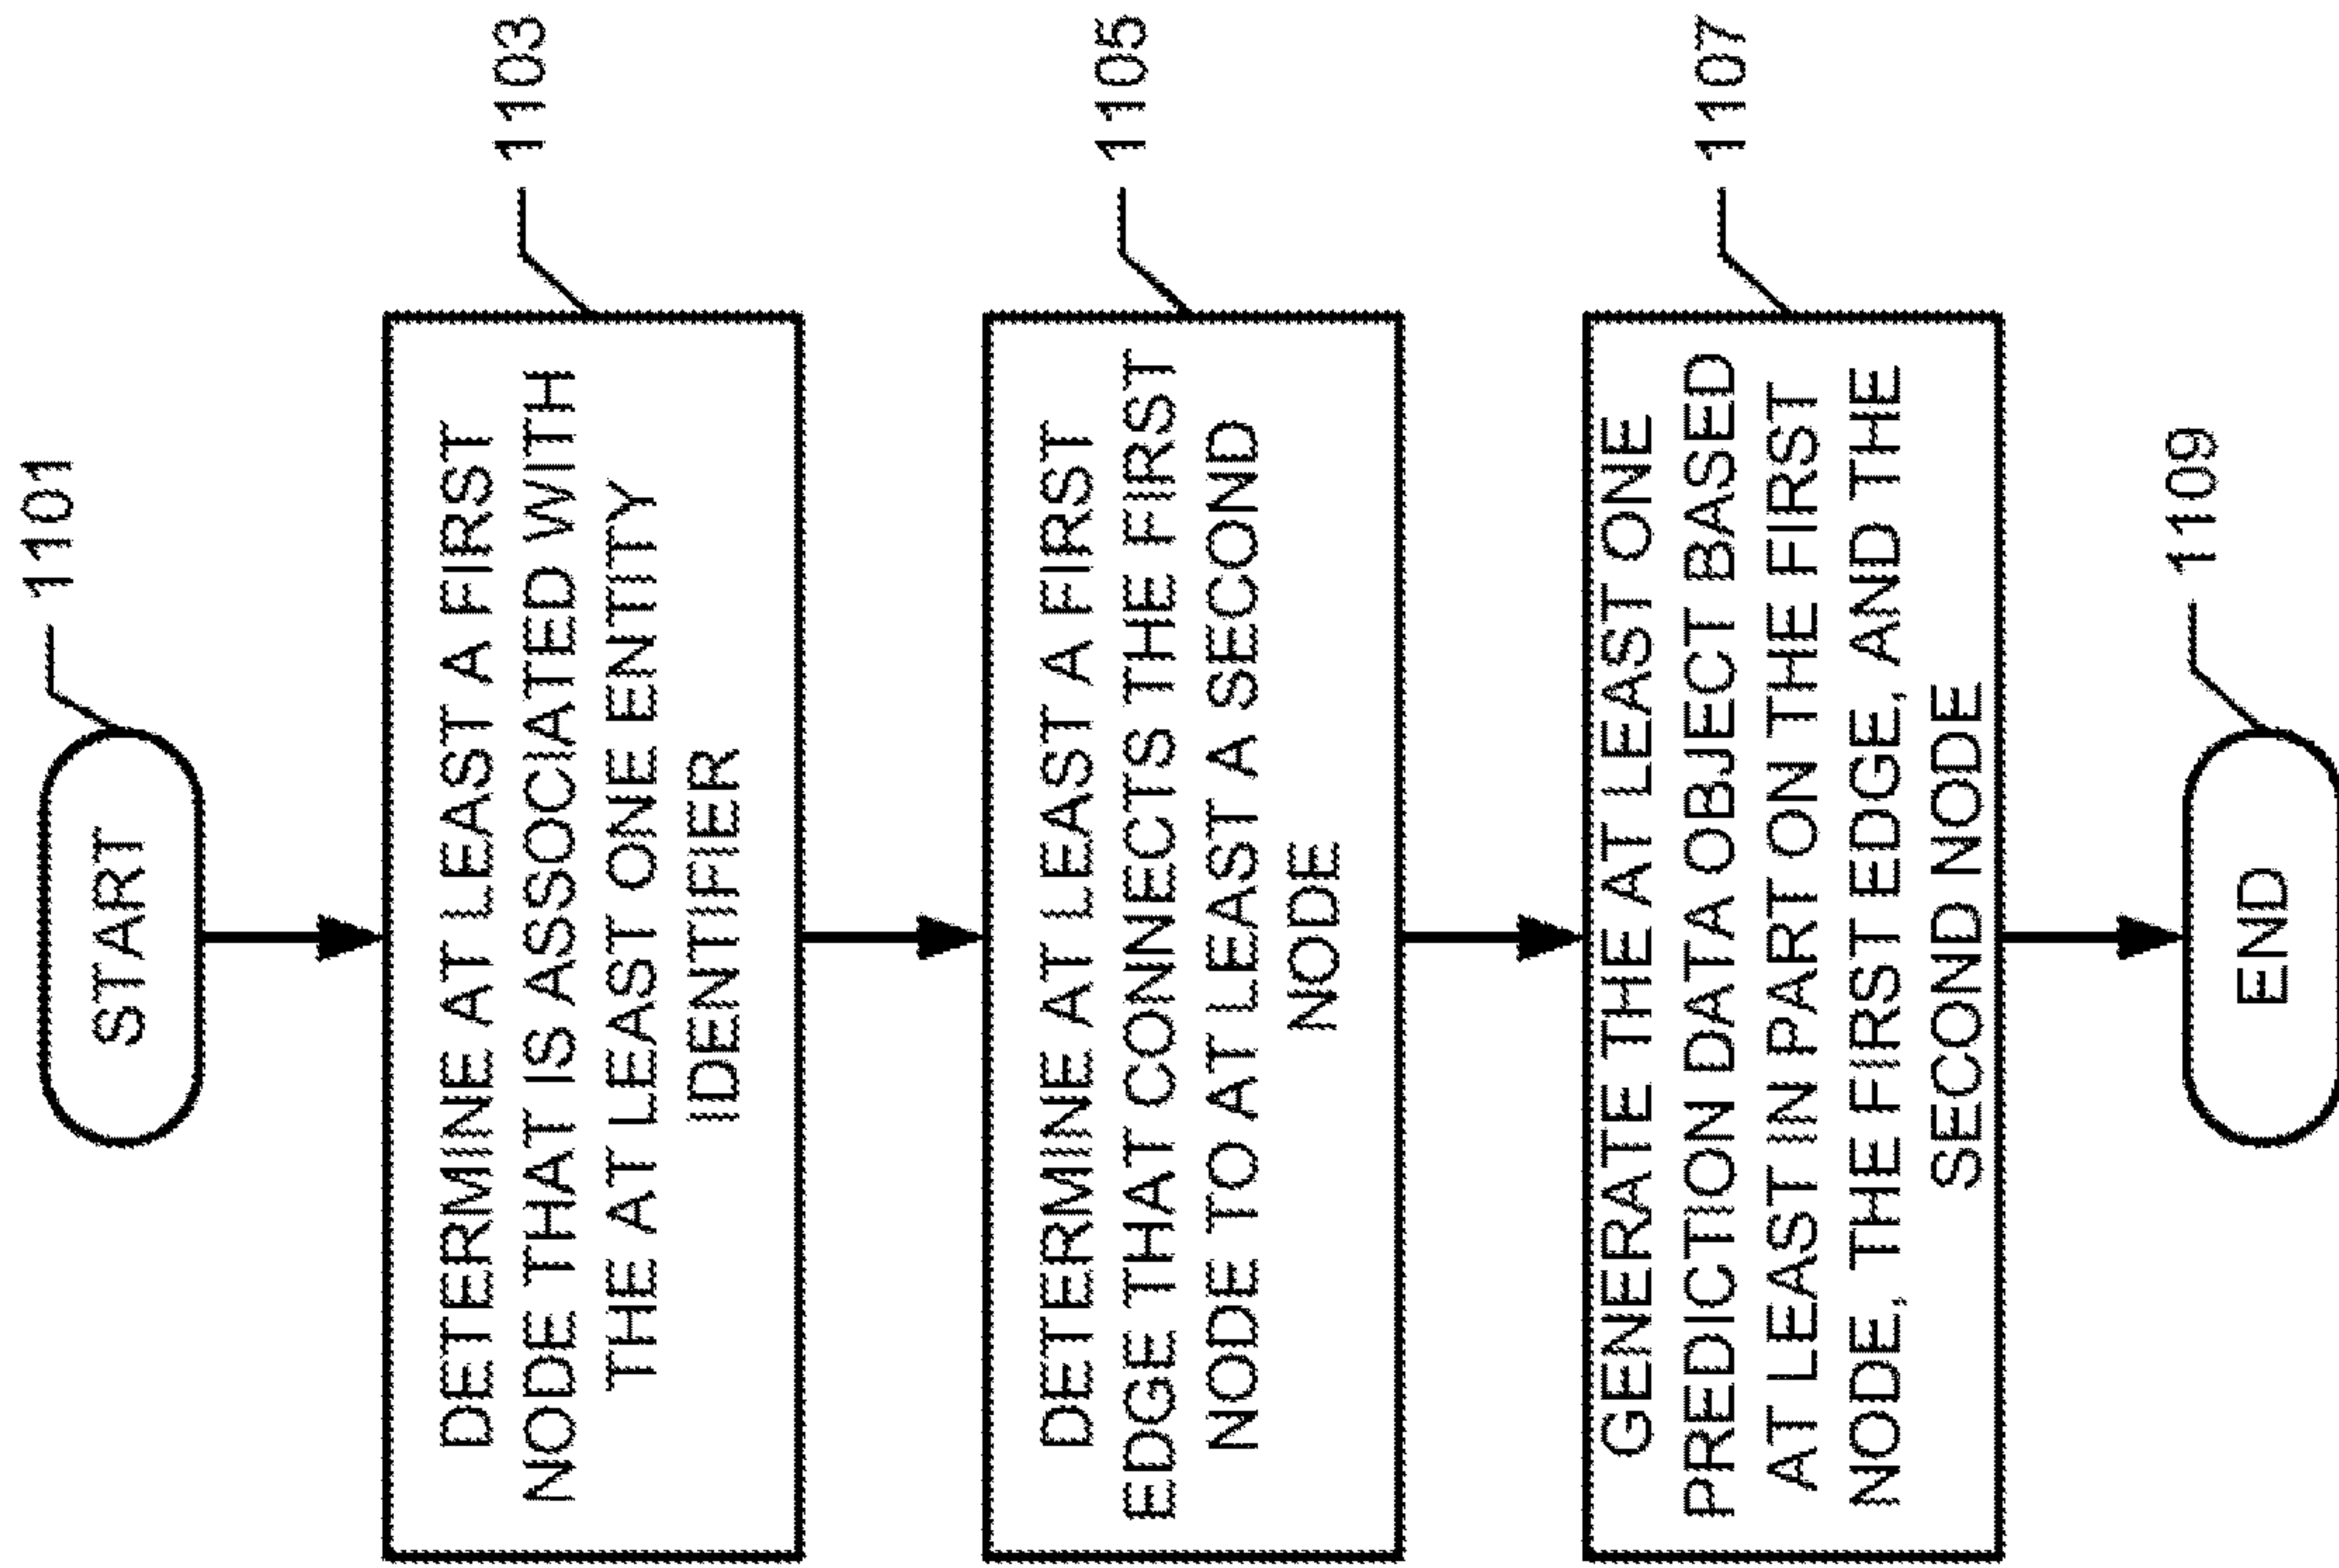 1101
START
DETERMINE AT LEAST A FIRST
NODE THAT IS ASSOCIATED WITH
THE AT LEAST ONE ENTITY
IDENTIFIER
1103
DETERMINE AT LEAST A FIRST
EDGE THAT CONNECTS THE FIRST
NODE TO AT LEAST A SECOND
NODE
1105
GENERATE THE AT LEAST ONE
PREDICTION DATA OBJECT BASED
AT LEAST IN PART ON THE FIRST
NODE, THE FIRST EDGE, AND THE
SECOND NODE
1107
1109
END